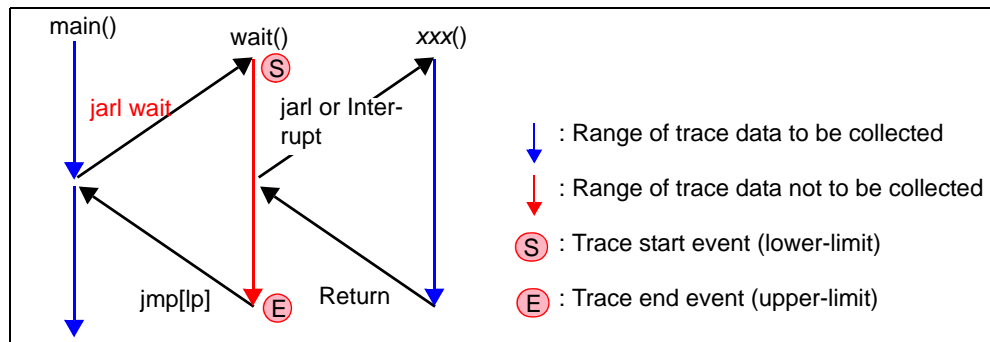 main()
wait()
xxx()
S
jarl wait
jarl or Inter-
rupt
jmp[lp]
E
Return
: Range of trace data to be collected
: Range of trace data not to be collected
S : Trace start event (lower-limit)
E : Trace end event (upper-limit)